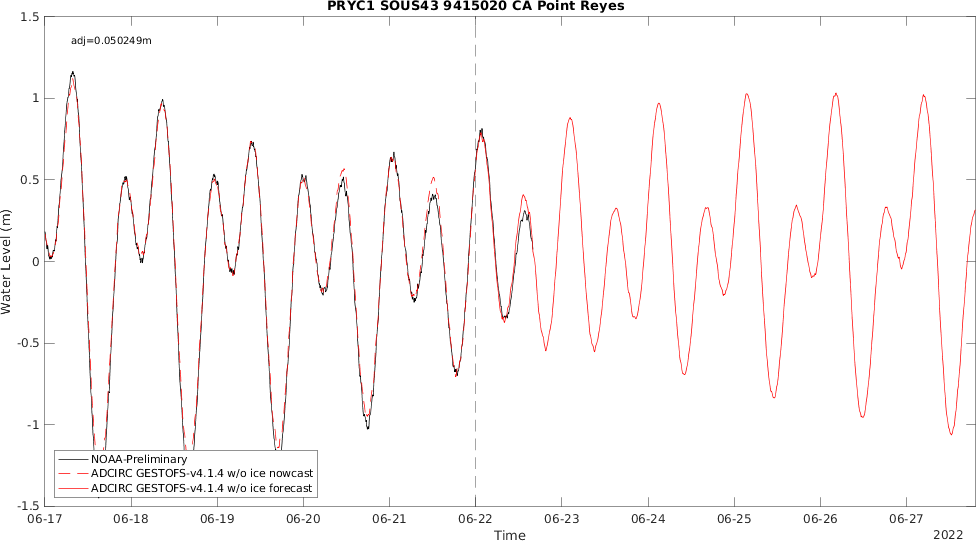 PRYC1 SOUS43 9415020 CA Point Reyes
1.5
adj=0.050249m
1
0.5
0
-0.5
-1
-1.5
Water Level (m)
NOAA-Preliminary
ADCIRC GESTOFS-v4.1.4 w/o ice nowcast
ADCIRC GESTOFS-v4.1.4 w/o ice forecast
06-17 06-18 06-19 06-20 06-21 06-22 06-23 06-24 06-25 06-26 06-27
Time
2022